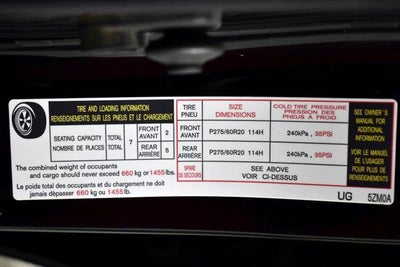 TIRE AND LOADING INFORMATION
RENSEIGNEMENTS SUR LES PNEUS ET LE CHARGEMENT
SEATING CAPACITY TOTAL 7 FRONT AVANT 2
NOMBRE DE PLACES TOTAL REAR ARRIÈRE 5
The combined weight of occupants
and cargo should never exceed 660 kg or 1455 lbs.
Le poids total des occupants et du chargement ne doit
jamais dépasser 660 kg ou 1455 lb.
TIRE PNEU
SIZE
DIMENSIONS
COLD TIRE PRESSURE
PRESSION DES
PNEUS À FROID
FRONT AVANT P275/60R20 114H 240kPa , 35PSI
REAR ARRIÈRE P275/60R20 114H 240kPa , 35PSI
SPARE
DE SECOURS
SEE ABOVE
VOIR CI-DESSUS
SEE OWNER'S
MANUAL FOR
ADDITIONAL
INFORMATION
VOIR LE MANUEL
DE L'USAGER
POUR PLUS DE
RENSEIGNEMENTS
UG 5ZM0A